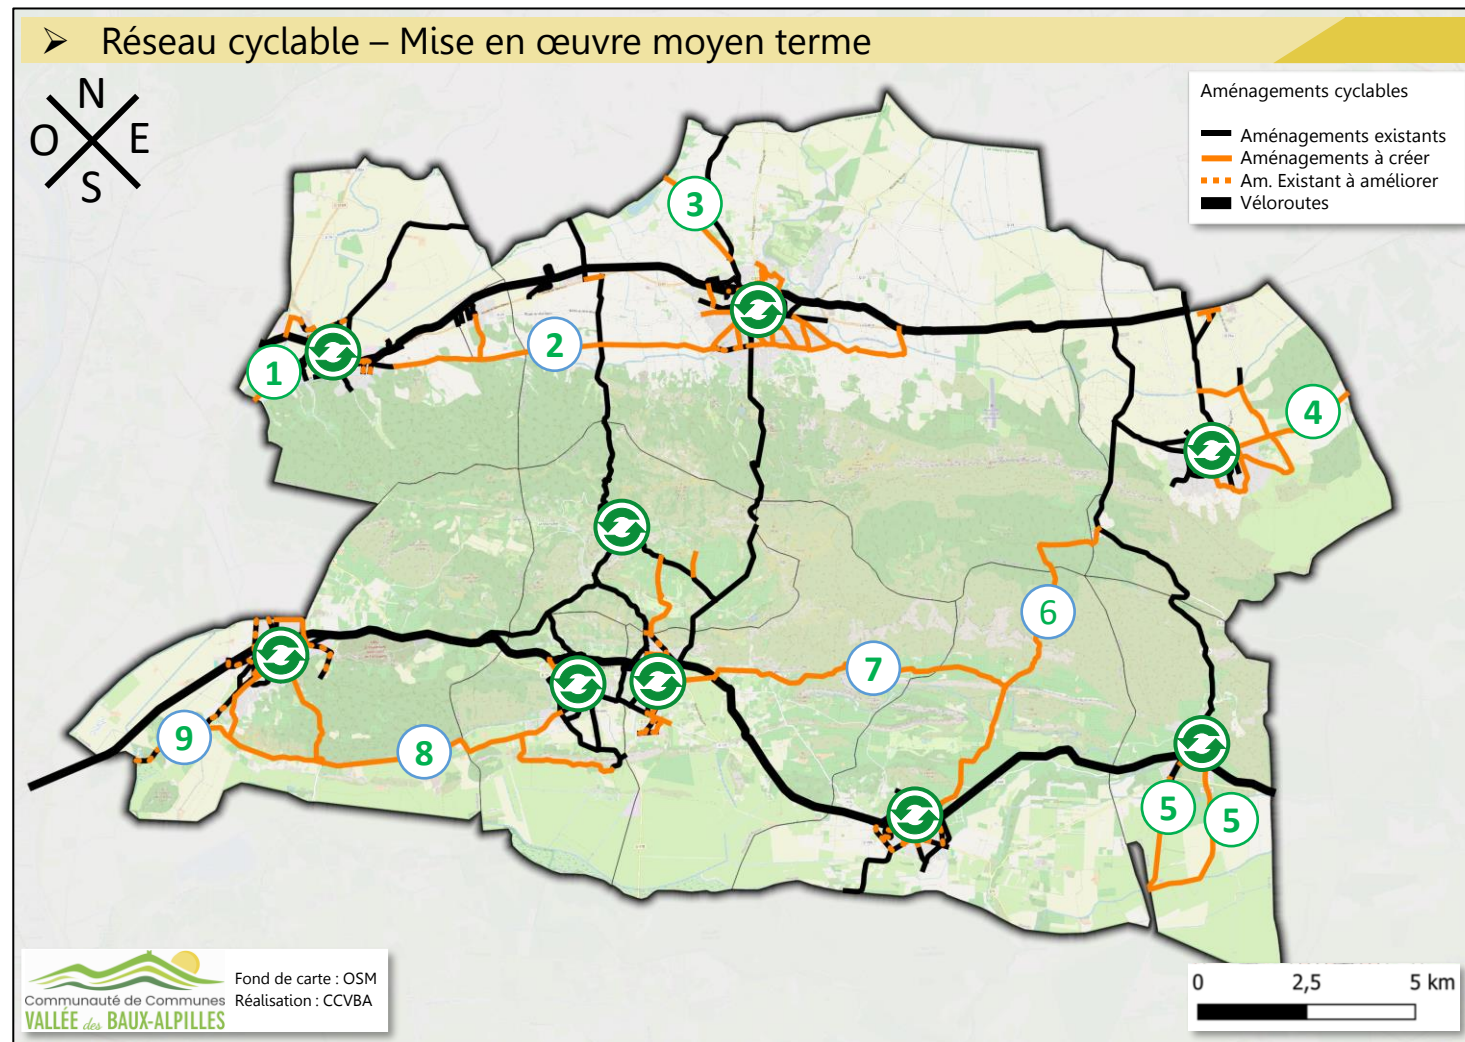 ➢ Réseau cyclable – Mise en œuvre moyen terme
N
O E
S
Aménagements cyclables
Aménagements existants
Aménagements à créer
Am. Existant à améliorer
Véloroutes
3
2
1
4
6
7
9
8
5
5
Communauté de Communes
VALLÉE des BAUX-ALPILLES
Fond de carte : OSM
Réalisation : CCVBA
0 2,5 5 km